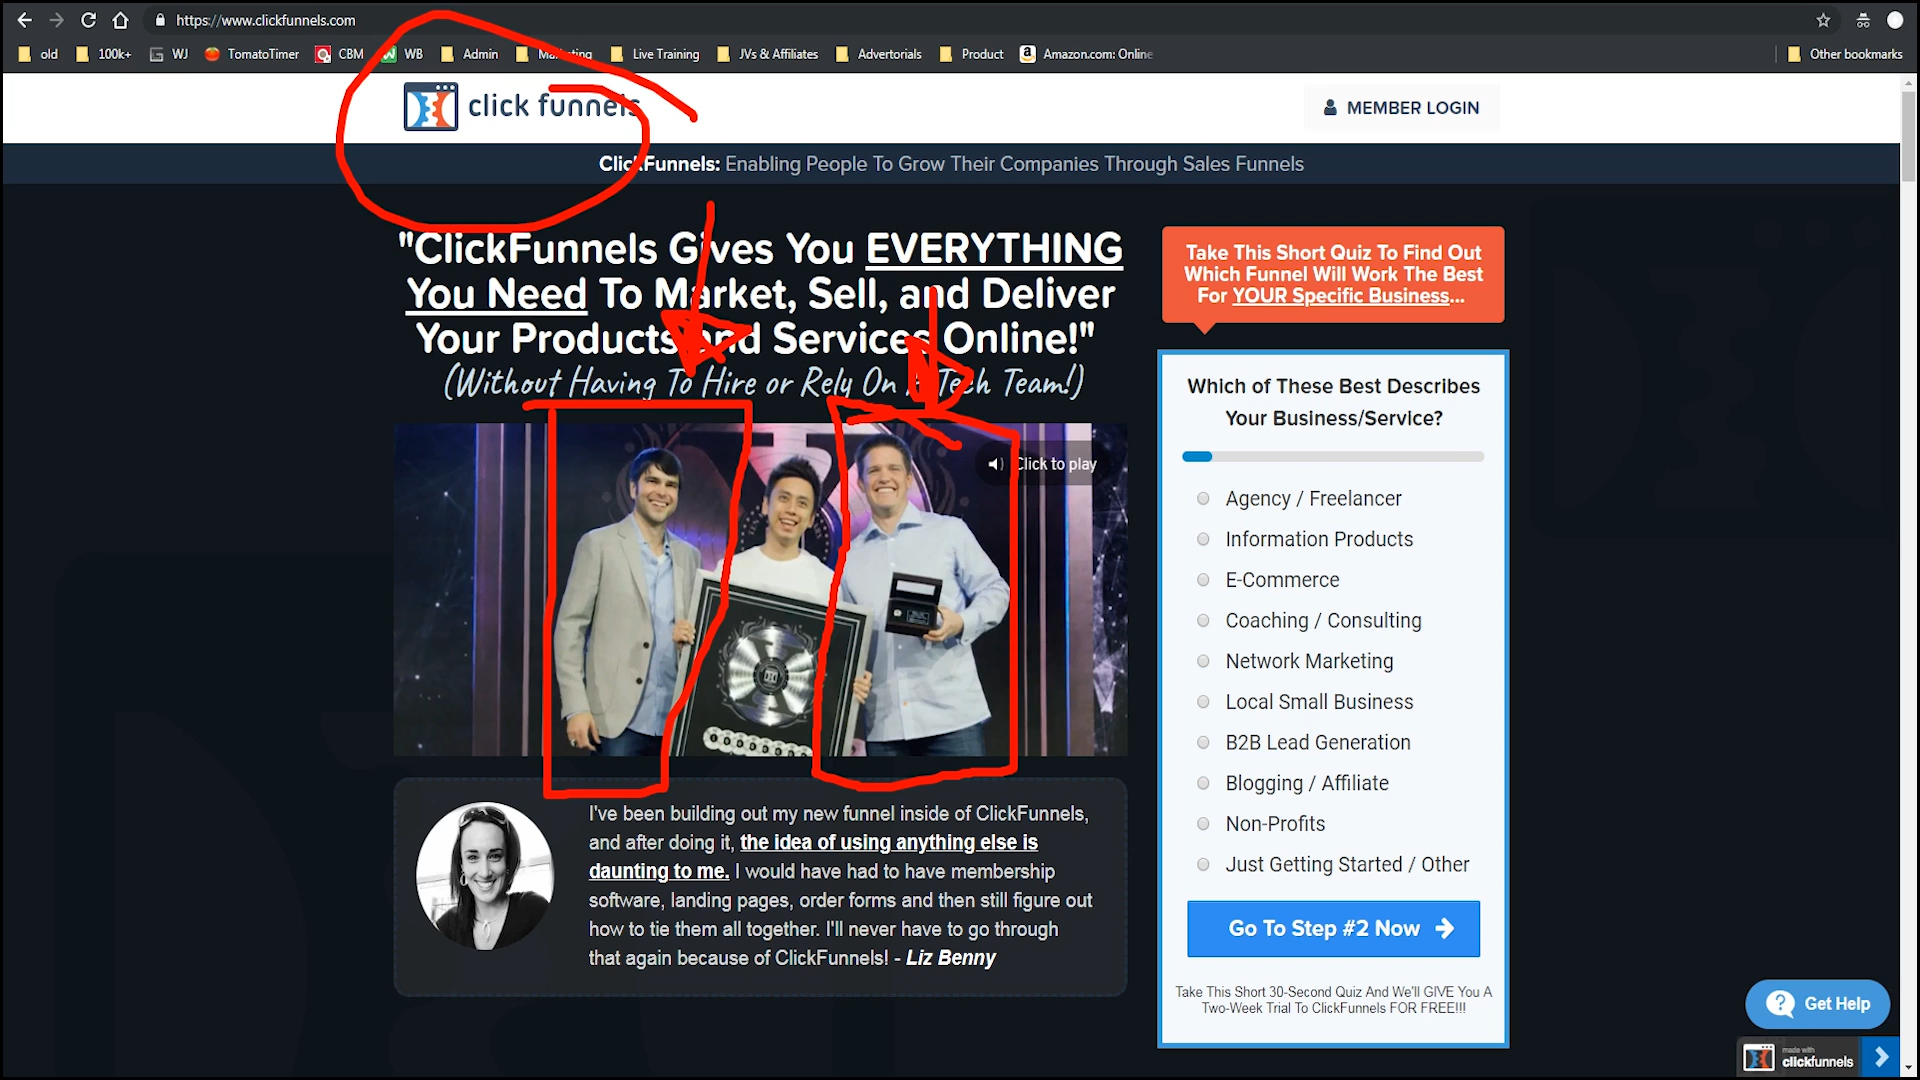 https://www.clickfunnels.com
old 100k+ WJ TomatoTimer CBM WB Admin Marketing Live Training JVs & Affiliates Advertorials Product Amazon.com: Online Other bookmarks
click funnels
MEMBER LOGIN
ClickFunnels: Enabling People To Grow Their Companies Through Sales Funnels
"ClickFunnels Gives You EVERYTHING
You Need To Market, Sell, and Deliver
Your Products and Services Online!"
(Without Having To Hire or Rely On A Tech Team!)
Click to play
I've been building out my new funnel inside of ClickFunnels,
and after doing it, the idea of using anything else is
daunting to me. I would have had to have membership
software, landing pages, order forms and then still figure out
how to tie them all together. I'll never have to go through
that again because of ClickFunnels! - Liz Benny
Take This Short Quiz To Find Out
Which Funnel Will Work The Best
For YOUR Specific Business...
Which of These Best Describes
Your Business/Service?
Agency / Freelancer
Information Products
E-Commerce
Coaching / Consulting
Network Marketing
Local Small Business
B2B Lead Generation
Blogging / Affiliate
Non-Profits
Just Getting Started / Other
Go To Step #2 Now
Take This Short 30-Second Quiz And We'll GIVE You A
Two-Week Trial To ClickFunnels FOR FREE!!!
Get Help
made with
clickfunnels